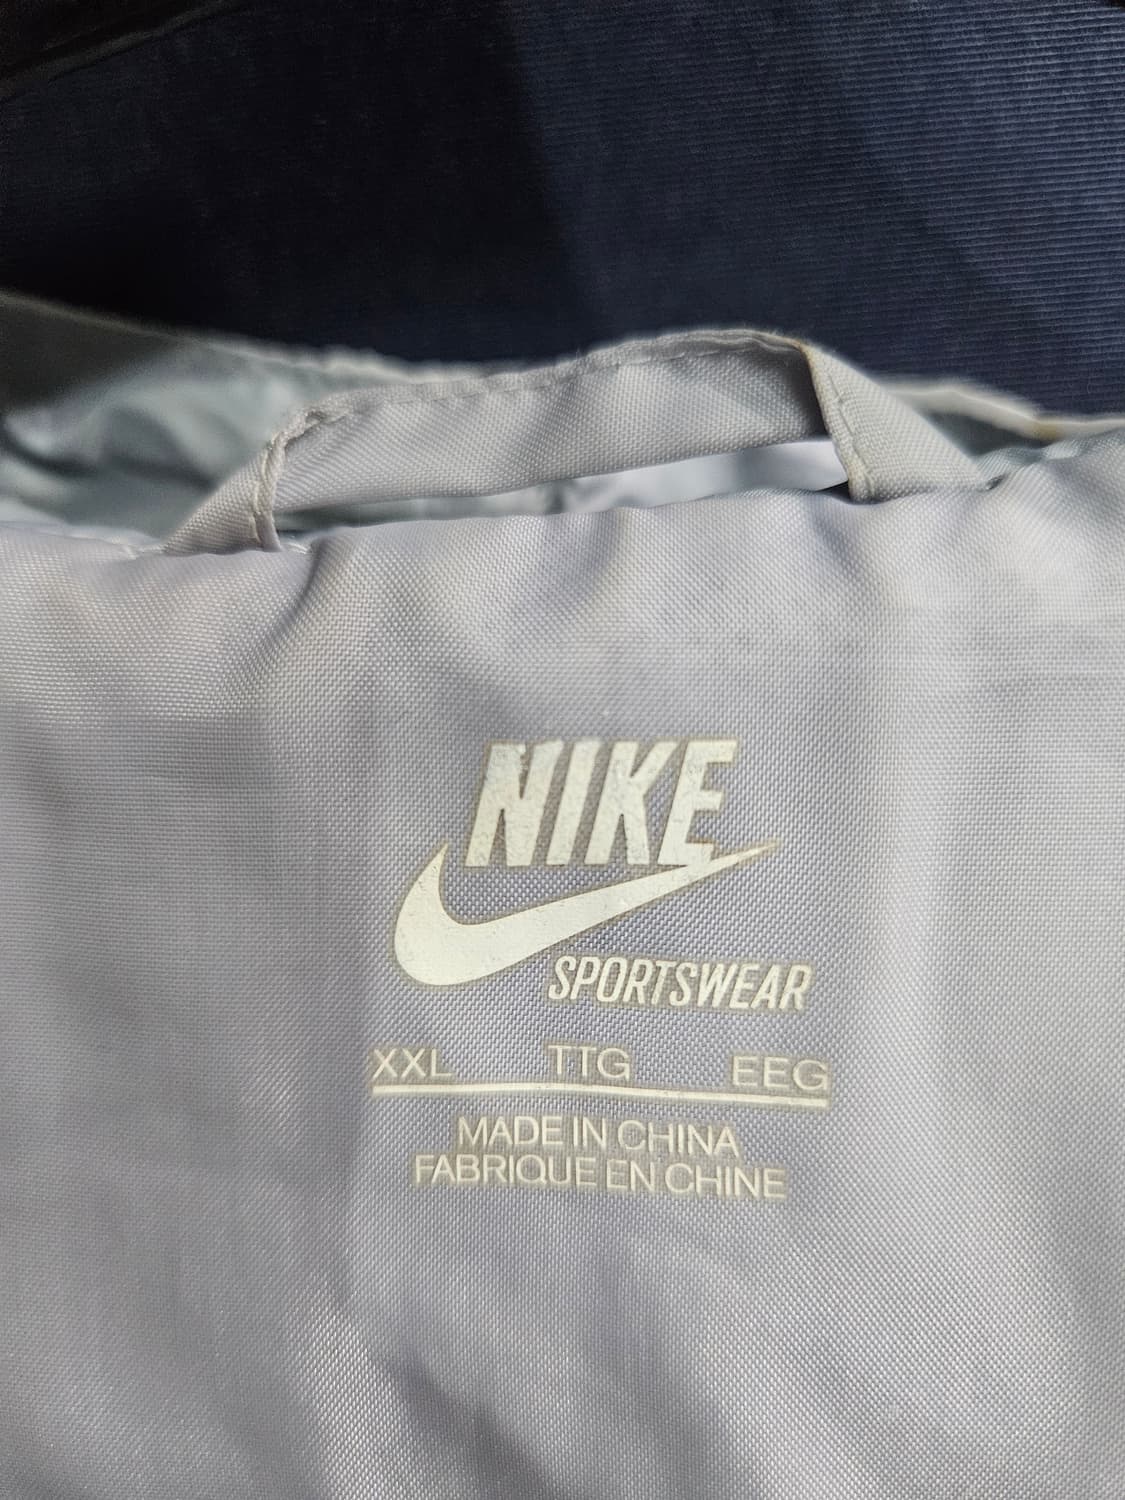 NIKE
SPORTSWEAR
XXL TTG EEG
MADE IN CHINA
FABRIQUE EN CHINE